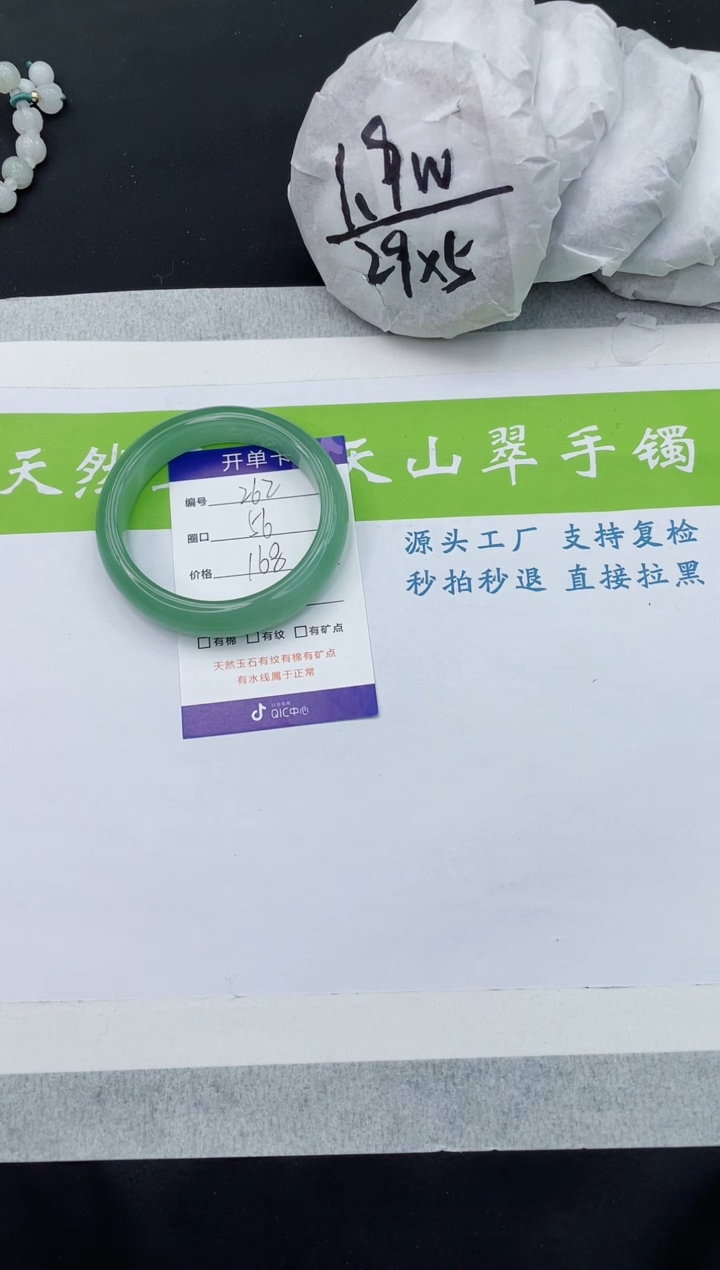 1.8W
29×5
天然 天山翠手镯
源头工厂 支持复检
秒拍秒退 直接拉黑
开单卡
编号 262
圈口 56
价格 168
有棉 有纹 有矿点
天然玉石有纹有棉有矿点
有水线属于正常
QIC中心